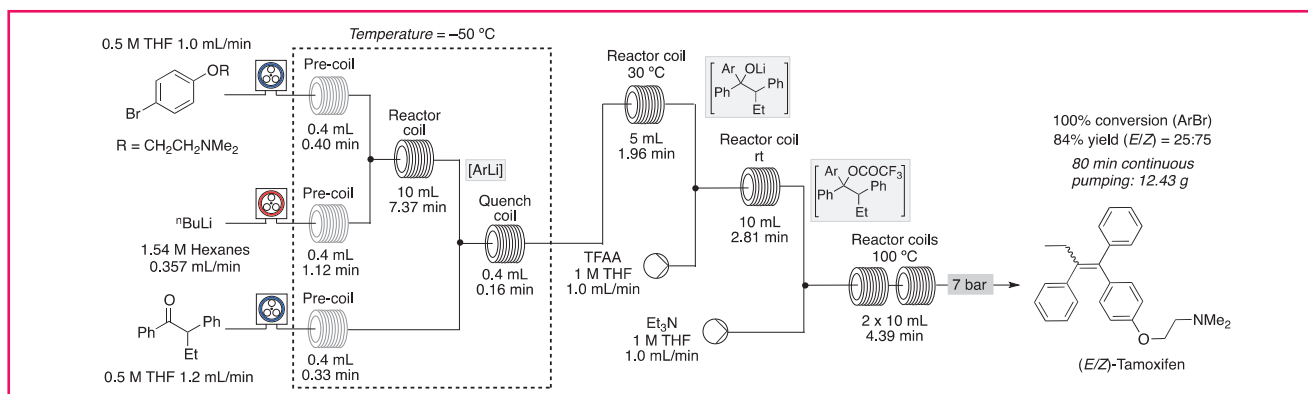 Temperature = –50 ºC
0.5 M THF 1.0 mL/min
OR
Br
R = CH2CH2NMe2
Pre-coil
0.4 mL
0.40 min
ⁿBuLi
1.54 M Hexanes
0.357 mL/min
Pre-coil
0.4 mL
1.12 min
O
Ph
Ph
Et
0.5 M THF 1.2 mL/min
Pre-coil
0.4 mL
0.33 min
Reactor
coil
10 mL
7.37 min
[ArLi]
Quench
coil
0.4 mL
0.16 min
Reactor coil
30 ºC
5 mL
1.96 min
Ar
OLi
Ph
Ph
Et
TFAA
1 M THF
1.0 mL/min
Reactor coil
rt
10 mL
2.81 min
Ar
OCOCF3
Ph
Ph
Et
Et3N
1 M THF
1.0 mL/min
Reactor coils
100 ºC
2 x 10 mL
4.39 min
7 bar
100% conversion (ArBr)
84% yield (E/Z) = 25:75
80 min continuous
pumping: 12.43 g
O
NMe2
(E/Z)-Tamoxifen